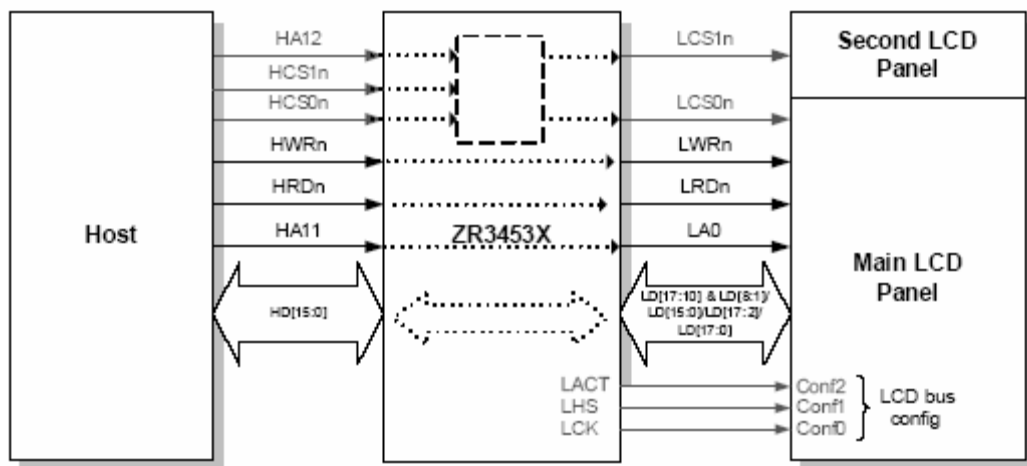 HA12
HCS1n
HCS0n
HWRn
HRDn
HA11
HD[15:0]
Host
ZR3453X
LCS1n
LCS0n
LWRn
LRDn
LA0
LD[17:10] & LD[8:1]/
LD[15:0]/LD[17:2]/
LD[17:0]
LACT
LHS
LCK
Second LCD
Panel
Main LCD
Panel
Conf2
Conf1
Conf0
LCD bus
config